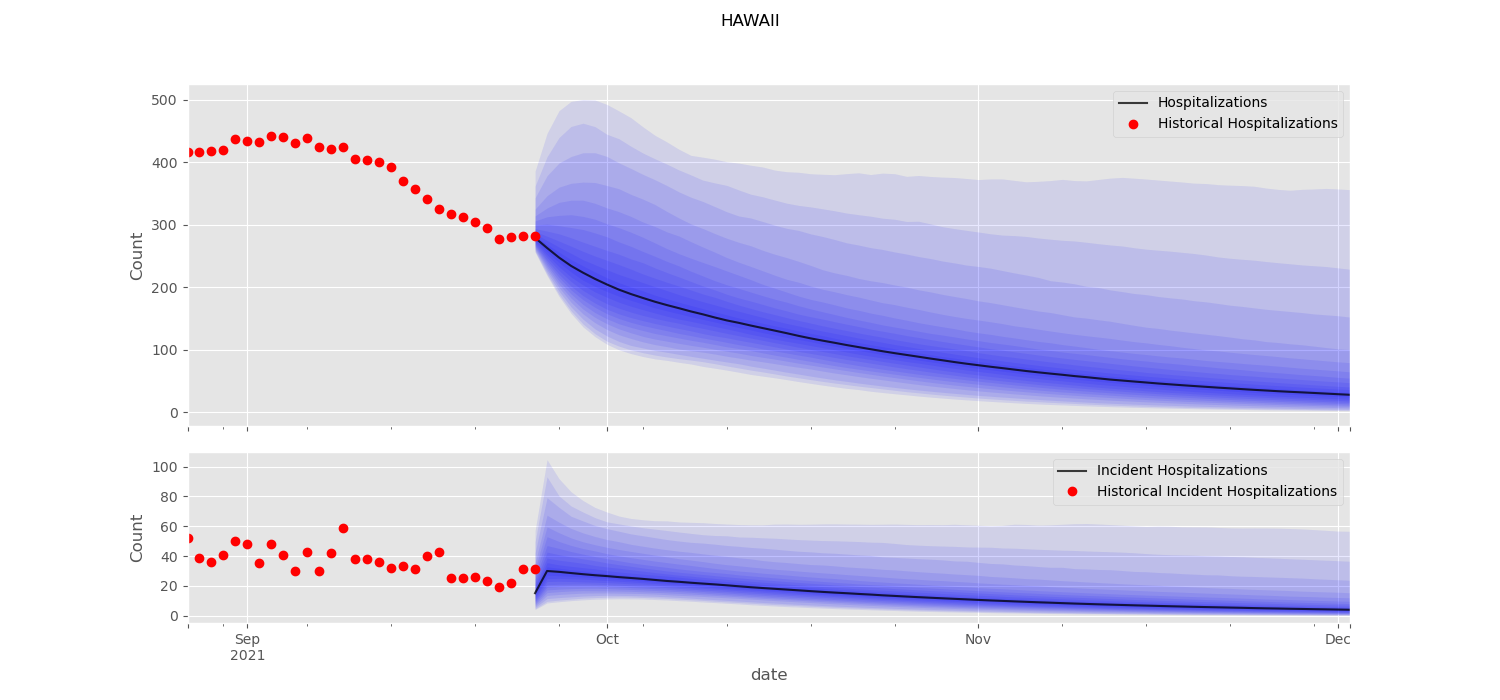 HAWAII
500
400
300
200
100
0
Count
Hospitalizations
Historical Hospitalizations
100
80
60
40
20
0
Count
Incident Hospitalizations
Historical Incident Hospitalizations
Sep
2021
Oct
Nov
Dec
date